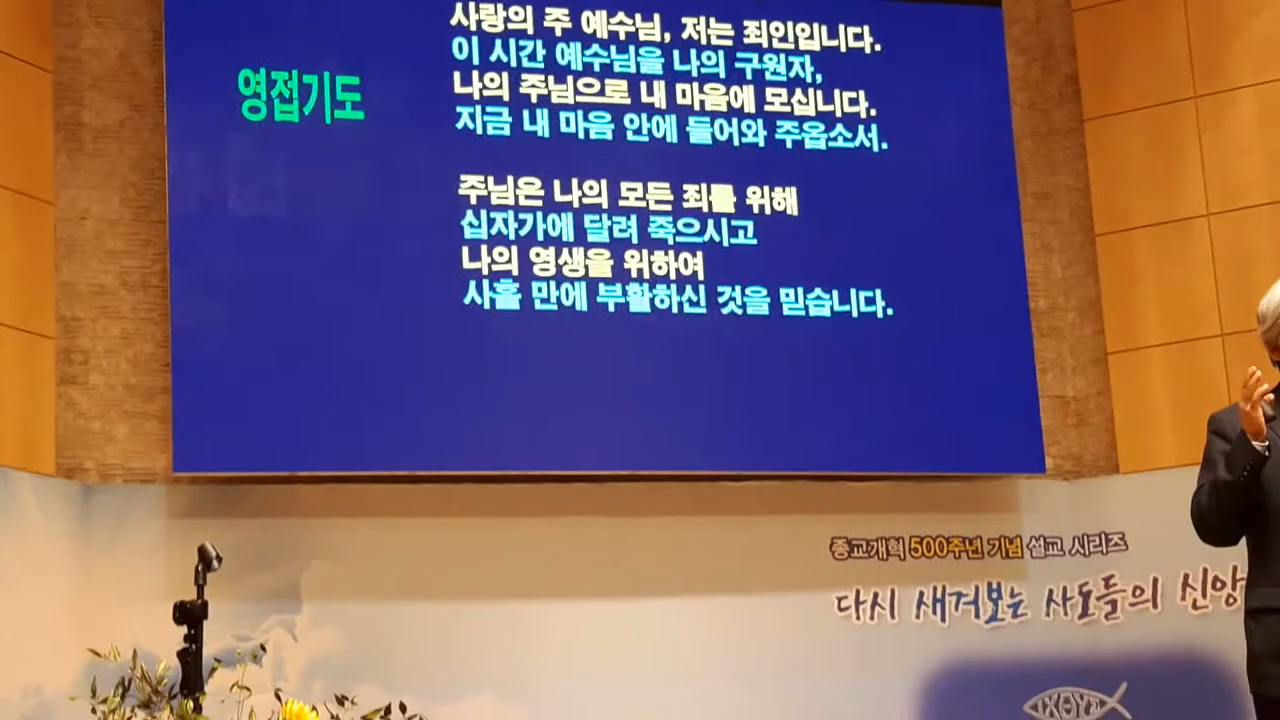 영접기도
사랑의 주 예수님, 저는 죄인입니다.
이 시간 예수님을 나의 구원자,
나의 주님으로 내 마음에 모십니다.
지금 내 마음 안에 들어와 주옵소서.
주님은 나의 모든 죄를 위해
십자가에 달려 죽으시고
나의 영생을 위하여
사흘 만에 부활하신 것을 믿습니다.
종교개혁 500주년 기념 설교 시리즈
다시 새겨보는 사도들의 신앙
ΙΧΘΥΣ